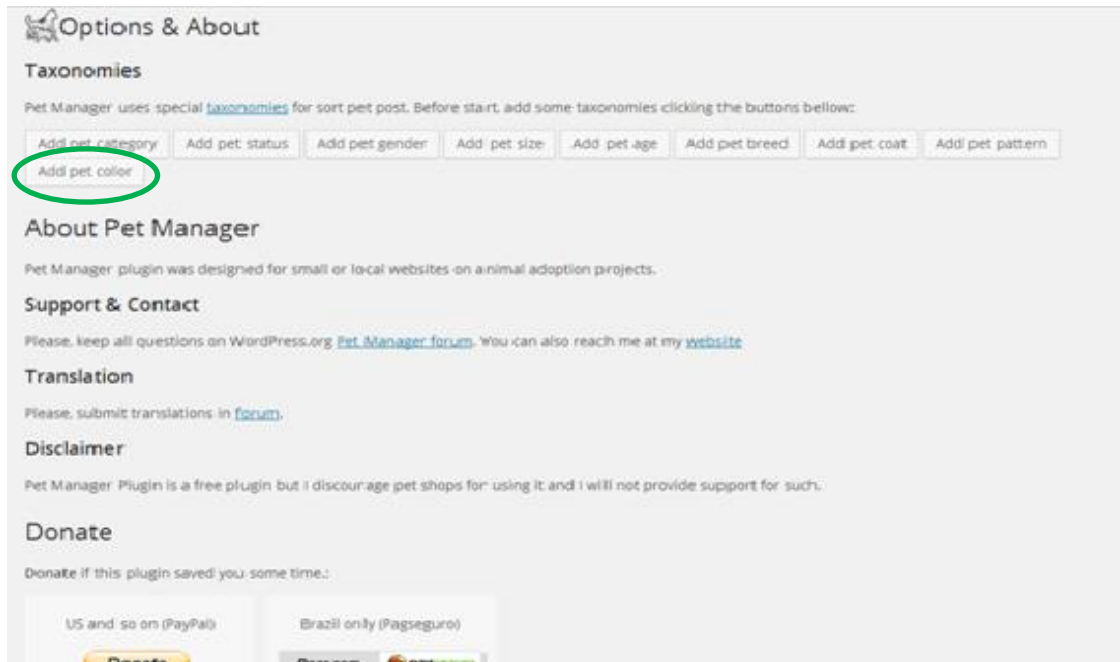 Options & About
Taxonomies
Pet Manager uses special taxonomies for sort pet post. Before start, add some taxonomies clicking the buttons bellow:
Add pet category Add pet status Add pet gender Add pet size Add pet age Add pet breed Add pet coat Add pet pattern
Add pet color
About Pet Manager
Pet Manager plugin was designed for small or local websites on animal adoption projects.
Support & Contact
Please, keep all questions on WordPress.org Pet Manager forum. You can also reach me at my website
Translation
Please, submit translations in forum.
Disclaimer
Pet Manager Plugin is a free plugin but I discourage pet shops for using it and I will not provide support for such.
Donate
Donate if this plugin saved you some time.:
US and so on (PayPal) Brazil only (Pagseguro)
Donate